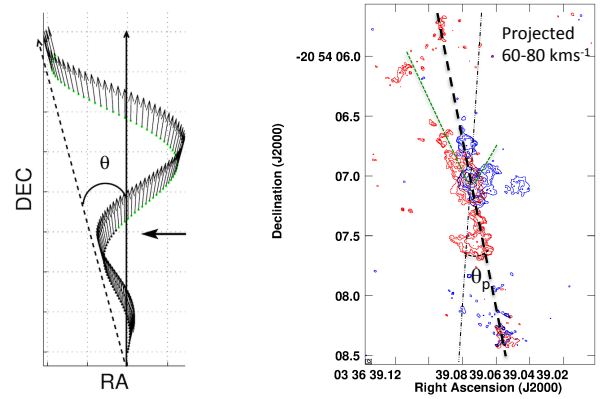 θ
DEC
RA
Projected
60-80 kms-1
-20 54 06.0
06.5
07.0
07.5
08.0
08.5
Declination (J2000)
θp
03 36 39.12 39.08 39.06 39.04 39.02
Right Ascension (J2000)